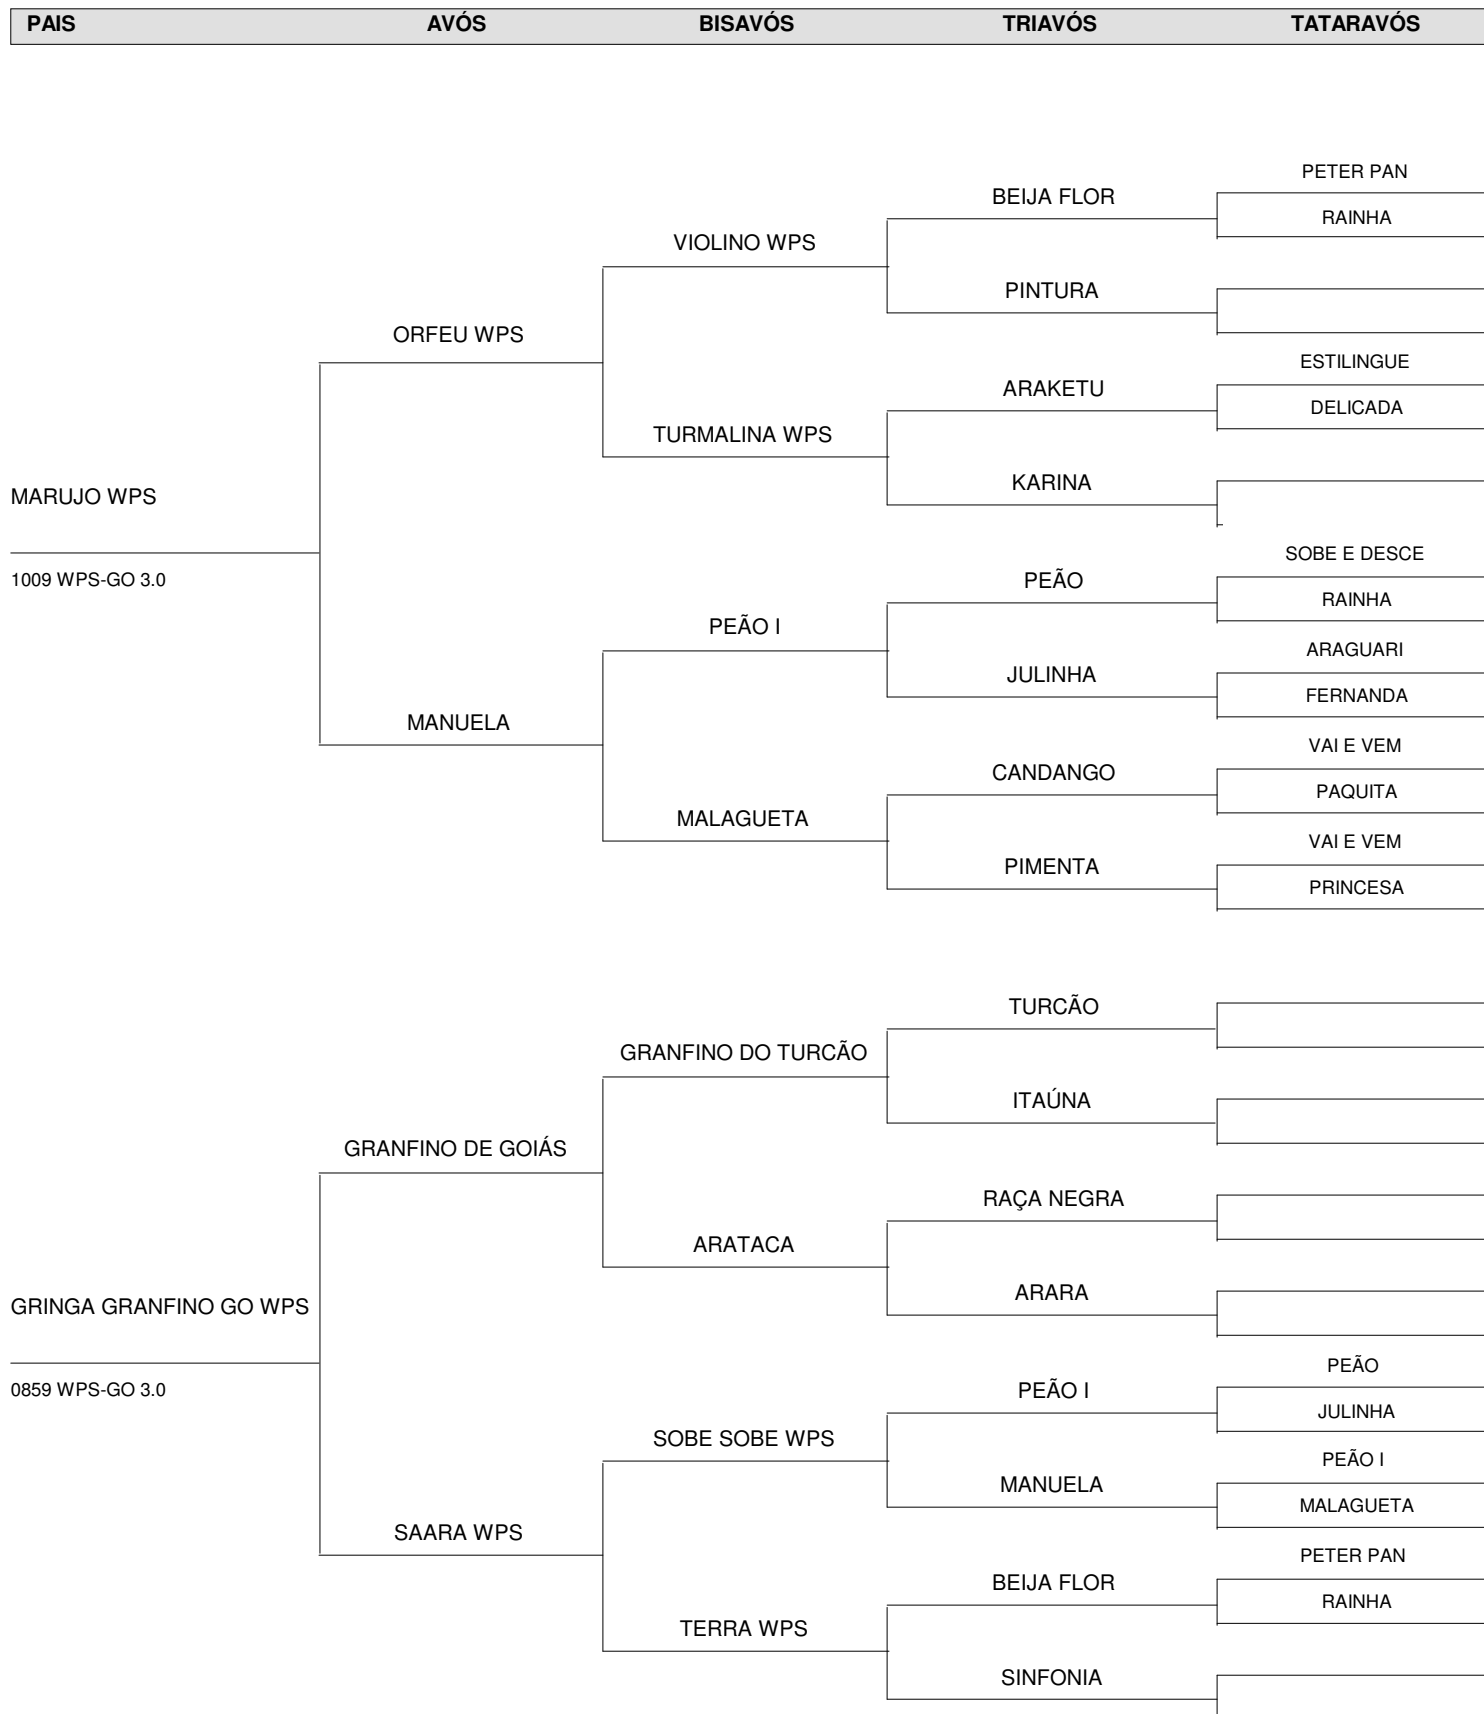 PAIS AVÓS BISAVÓS TRIAVÓS TATARAVÓS
PETER PAN
BEIJA FLOR
RAINHA
VIOLINO WPS
PINTURA
ORFEU WPS
ESTILINGUE
ARAKETU
DELICADA
TURMALINA WPS
KARINA
MARUJO WPS
SOBE E DESCE
1009 WPS-GO 3.0
PEÃO
RAINHA
PEÃO I
ARAGUARI
JULINHA
FERNANDA
MANUELA
VAI E VEM
CANDANGO
PAQUITA
MALAGUETA
VAI E VEM
PIMENTA
PRINCESA
TURCÃO
GRANFINO DO TURCÃO
ITAÚNA
GRANFINO DE GOIÁS
RAÇA NEGRA
ARATACA
ARARA
GRINGA GRANFINO GO WPS
PEÃO
0859 WPS-GO 3.0
PEÃO I
JULINHA
SOBE SOBE WPS
PEÃO I
MANUELA
MALAGUETA
SAARA WPS
PETER PAN
BEIJA FLOR
RAINHA
TERRA WPS
SINFONIA